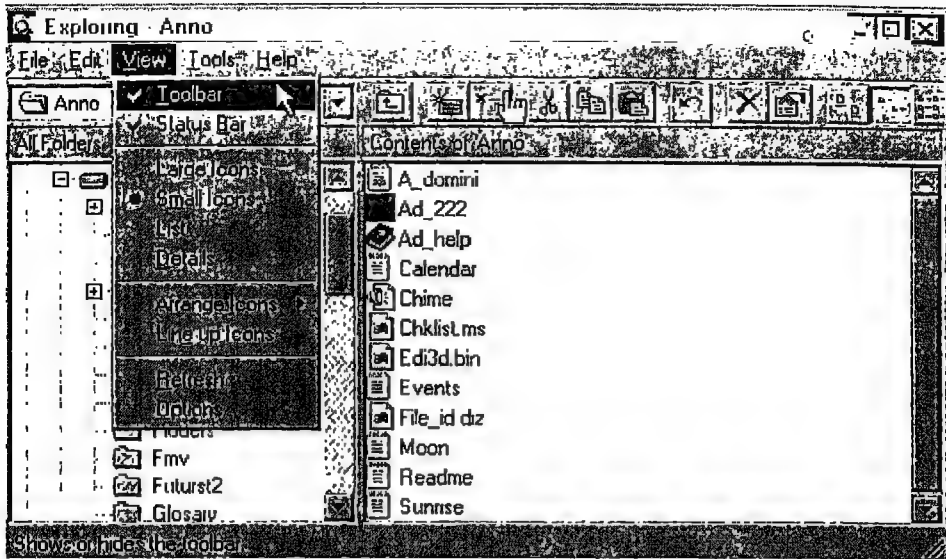 Exploring - Anno
File Edit View Tools Help
Anno
Toolbar
Status Bar
Large Icons
Small Icons
List
Details
Arrange Icons
Line up Icons
Refresh
Options
All Folders
Fmv
Futurst2
Glosary
Contents of Anno
A_domini
Ad_222
Ad_help
Calendar
Chime
Chklist.ms
Edi3d.bin
Events
File_id diz
Moon
Readme
Sunrise
Shows or hides the toolbar